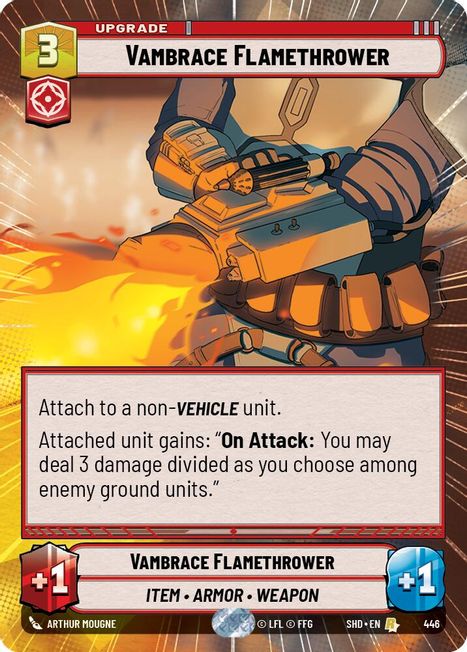 UPGRADE
3
VAMBRACE FLAMETHROWER
Attach to a non-VEHICLE unit.
Attached unit gains: “On Attack: You may
deal 3 damage divided as you choose among
enemy ground units.”
+1
VAMBRACE FLAMETHROWER
+1
ITEM • ARMOR • WEAPON
ARTHUR MOUGNE
© LFL © FFG
SHD • EN
446